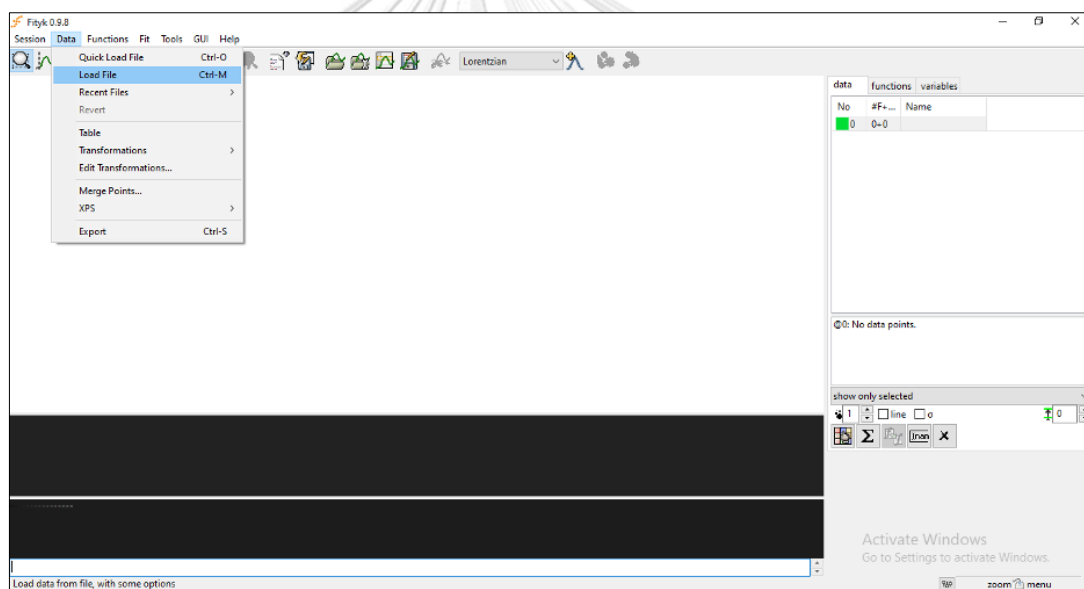 Fityk 0.9.8
Session Data Functions Fit Tools GUI Help
Quick Load File Ctrl-O
Load File Ctrl-M
Recent Files
Revert
Table
Transformations
Edit Transformations...
Merge Points...
XPS
Export Ctrl-S
Lorentzian
data functions variables
No #F+... Name
0 0+0
@0: No data points.
show only selected
1 line σ 0
Activate Windows
Go to Settings to activate Windows.
Load data from file, with some options
zoom menu